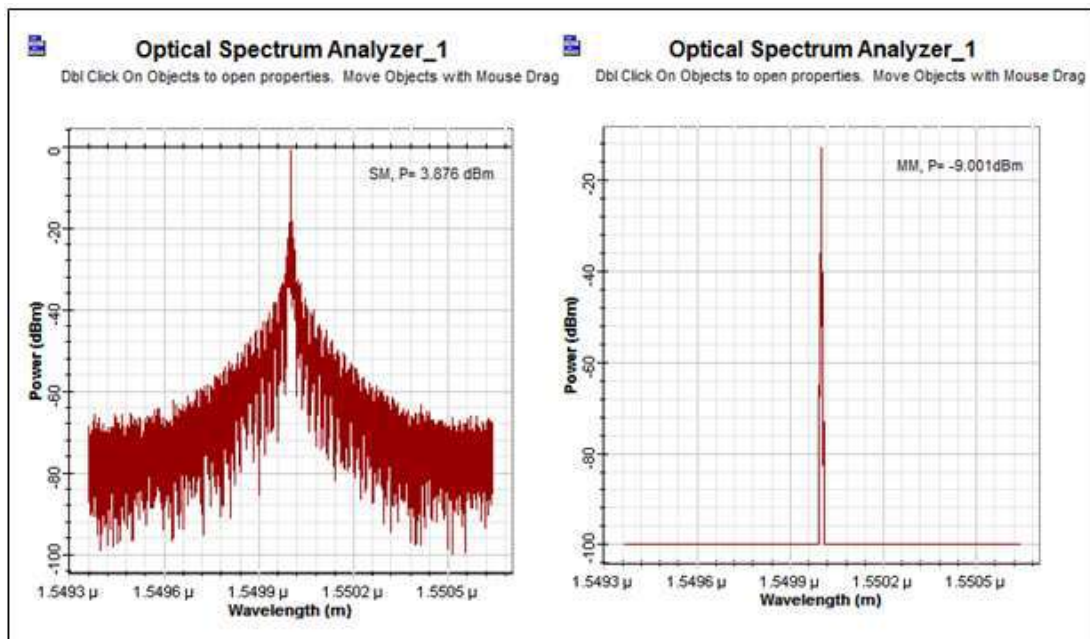 Optical Spectrum Analyzer_1
Dbl Click On Objects to open properties. Move Objects with Mouse Drag
SM, P= 3.876 dBm
Power (dBm)
0
-20
-40
-60
-80
-100
1.5493 µ 1.5496 µ 1.5499 µ 1.5502 µ 1.5505 µ
Wavelength (m)
Optical Spectrum Analyzer_1
Dbl Click On Objects to open properties. Move Objects with Mouse Drag
MM, P= -9.001dBm
Power (dBm)
-20
-40
-60
-80
-100
1.5493 µ 1.5496 µ 1.5499 µ 1.5502 µ 1.5505 µ
Wavelength (m)